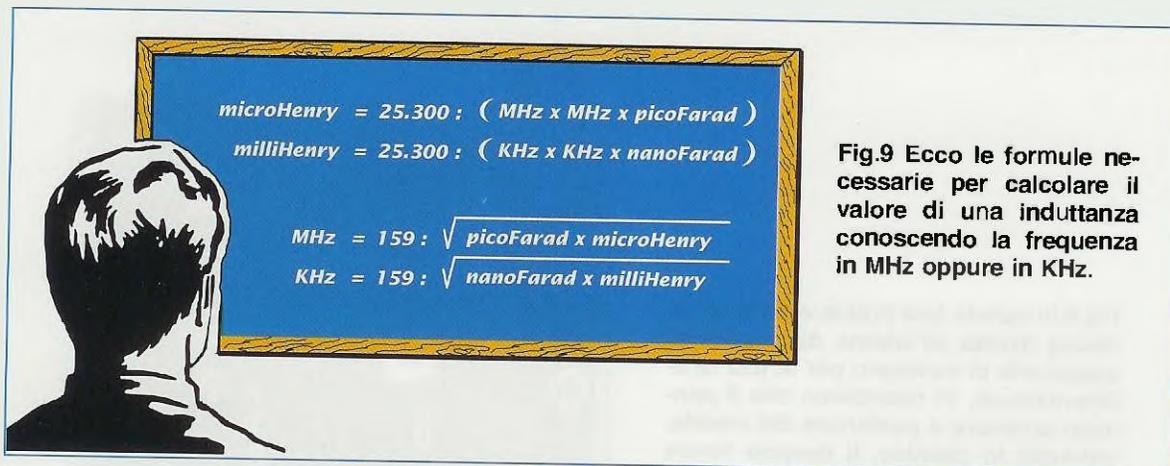 microHenry = 25.300 : ( MHz x MHz x picoFarad )
milliHenry = 25.300 : ( KHz x KHz x nanoFarad )
MHz = 159 : √ picoFarad x microHenry
KHz = 159 : √ nanoFarad x milliHenry
Fig.9 Ecco le formule ne-
cessarie per calcolare il
valore di una induttanza
conoscendo la frequenza
in MHz oppure in KHz.